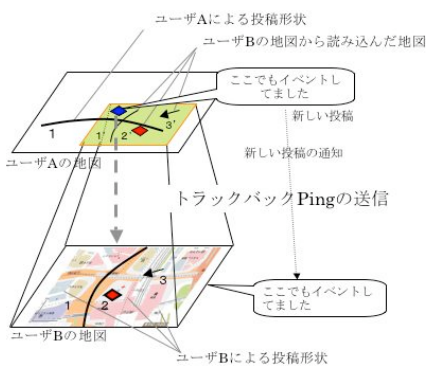 ユーザAによる投稿形状
ユーザBの地図から読み込んだ地図
ここでもイベントし
てました
新しい投稿
1
1'
2'
3'
ユーザAの地図
新しい投稿の通知
トラックバックPingの送信
1
2
3
ここでもイベントし
てました
ユーザBの地図
ユーザBによる投稿形状